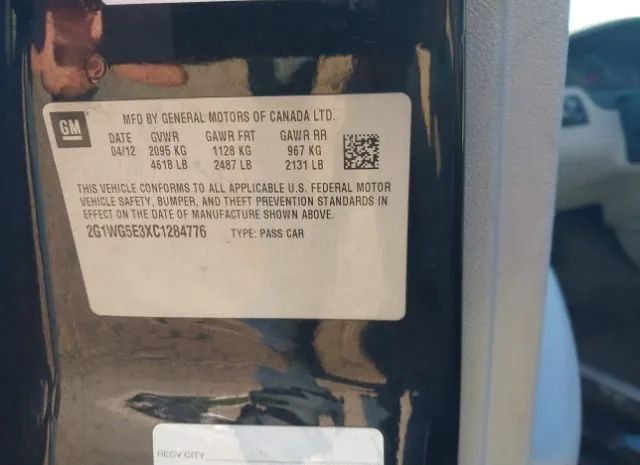 GM
MFD BY GENERAL MOTORS OF CANADA LTD.
DATE GVWR GAWR FRT GAWR RR
04/12 2095 KG 1128 KG 967 KG
4618 LB 2487 LB 2131 LB
THIS VEHICLE CONFORMS TO ALL APPLICABLE U.S. FEDERAL MOTOR
VEHICLE SAFETY, BUMPER, AND THEFT PREVENTION STANDARDS IN
EFFECT ON THE DATE OF MANUFACTURE SHOWN ABOVE.
2G1WG5E3XC1284776 TYPE: PASS CAR
RECV CITY